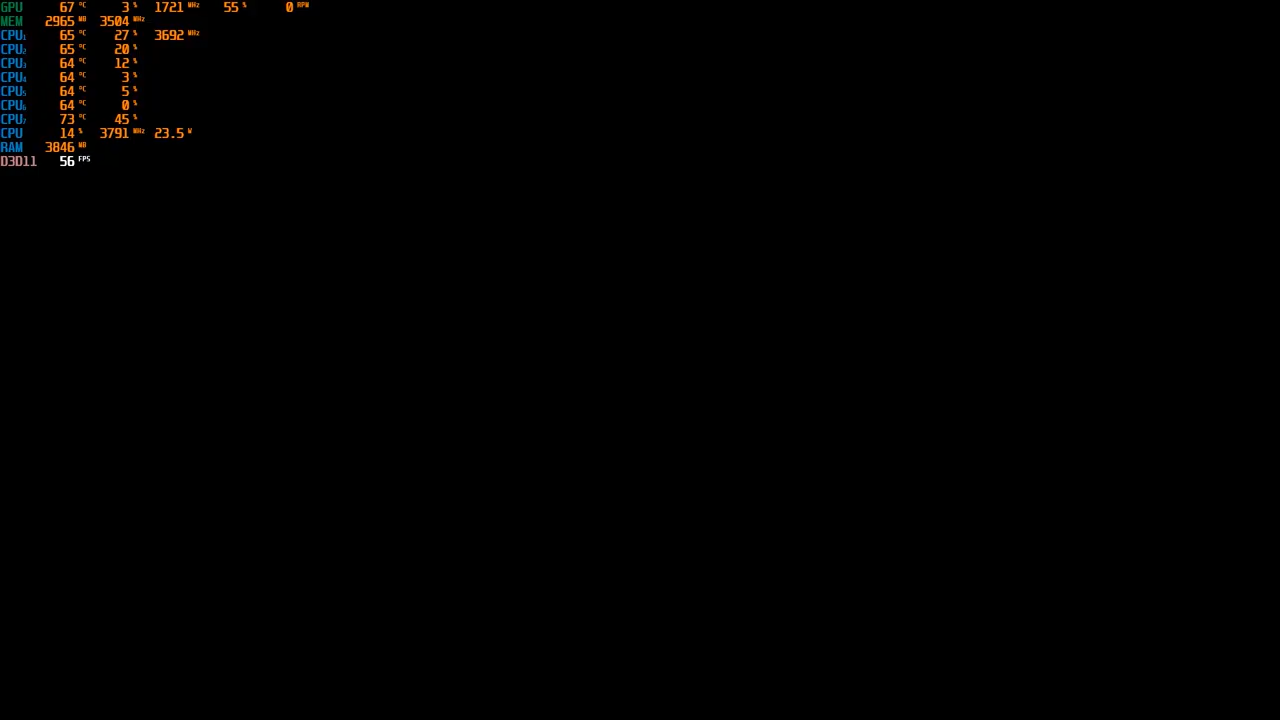 GPU 67 °C 3 % 1721 MHz 55 % 0 RPM
MEM 2965 MB 3504 MHz
CPU1 65 °C 27 % 3692 MHz
CPU2 65 °C 20 %
CPU3 64 °C 12 %
CPU4 64 °C 3 %
CPU5 64 °C 5 %
CPU6 64 °C 0 %
CPU7 73 °C 45 %
CPU 14 % 3791 MHz 23.5 W
RAM 3846 MB
D3D11 56 FPS